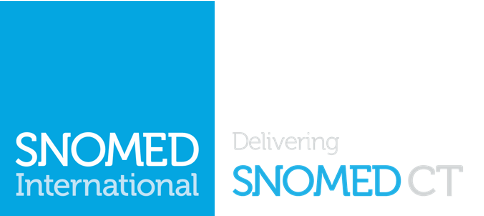 SNOMED
International
Delivering
SNOMED CT